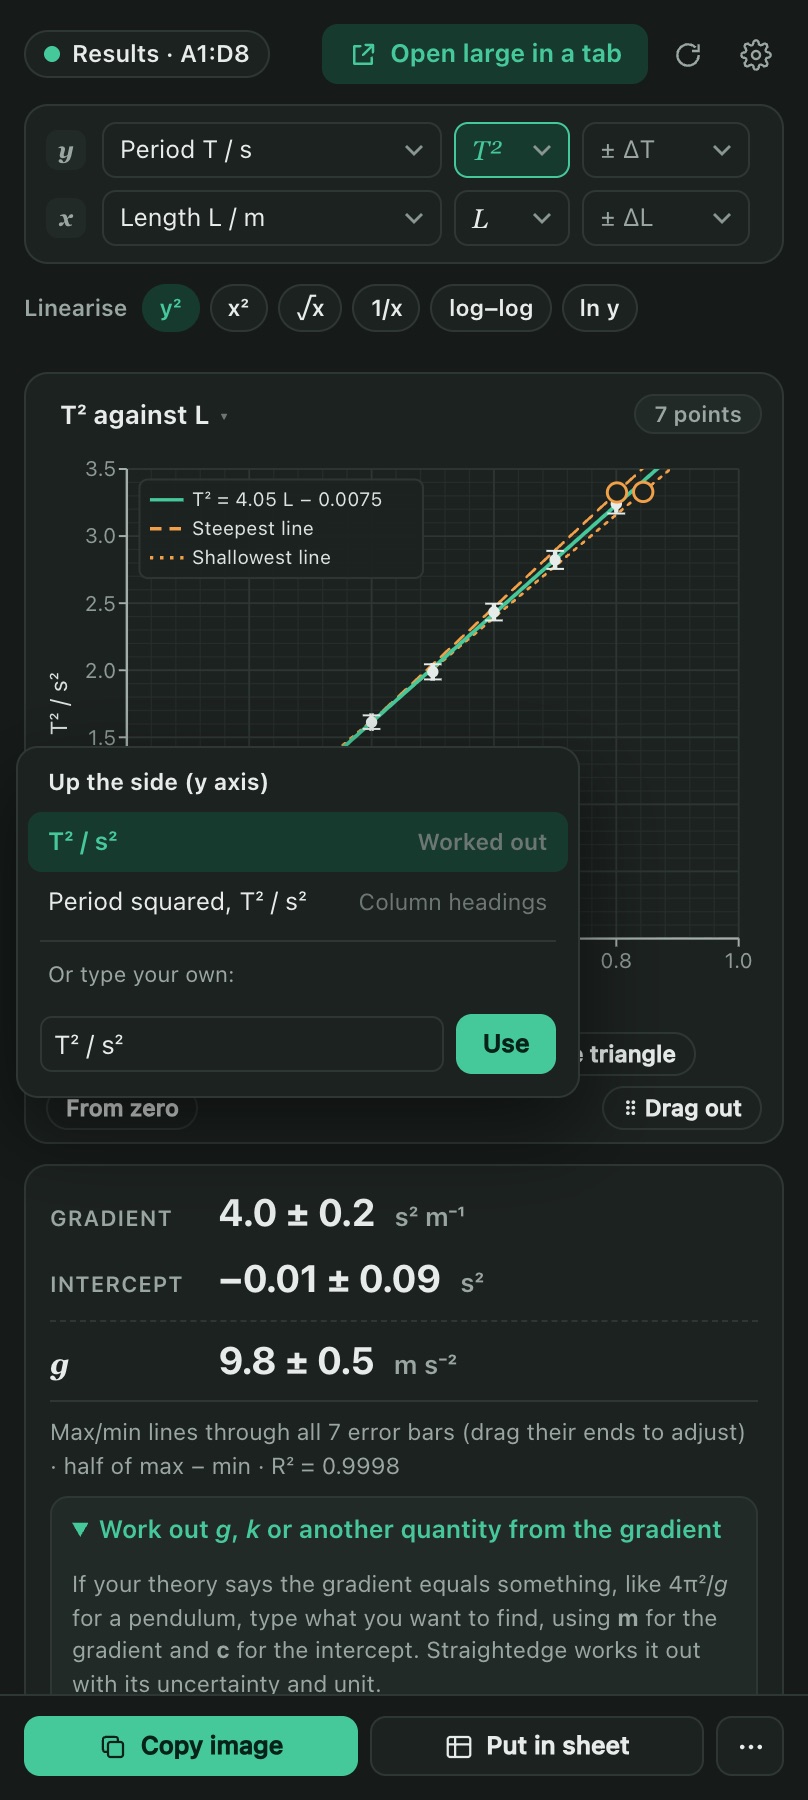 Results · A1:D8
Open large in a tab
y Period T / s T² ± ΔT
x Length L / m L ± ΔL
Linearise y² x² √x 1/x log–log ln y
T² against L ▾
7 points
3.5
T² = 4.05 L − 0.0075
Steepest line
Shallowest line
3.0
2.5
2.0
1.5
T² / s²
Up the side (y axis)
T² / s² Worked out
Period squared, T² / s² Column headings
Or type your own:
T² / s² Use
0.8 1.0
triangle
From zero
Drag out
GRADIENT 4.0 ± 0.2 s² m⁻¹
INTERCEPT −0.01 ± 0.09 s²
g 9.8 ± 0.5 m s⁻²
Max/min lines through all 7 error bars (drag their ends to adjust)
· half of max − min · R² = 0.9998
▼ Work out g, k or another quantity from the gradient
If your theory says the gradient equals something, like 4π²/g
for a pendulum, type what you want to find, using m for the
gradient and c for the intercept. Straightedge works it out
with its uncertainty and unit.
Copy image
Put in sheet
···